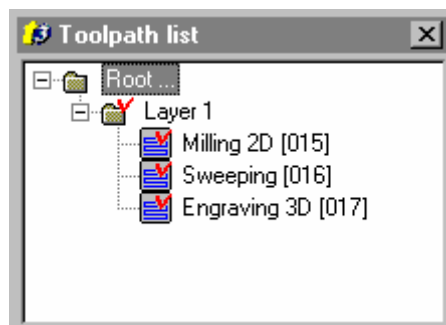 Toolpath list
Root ...
Layer 1
Milling 2D [015]
Sweeping [016]
Engraving 3D [017]